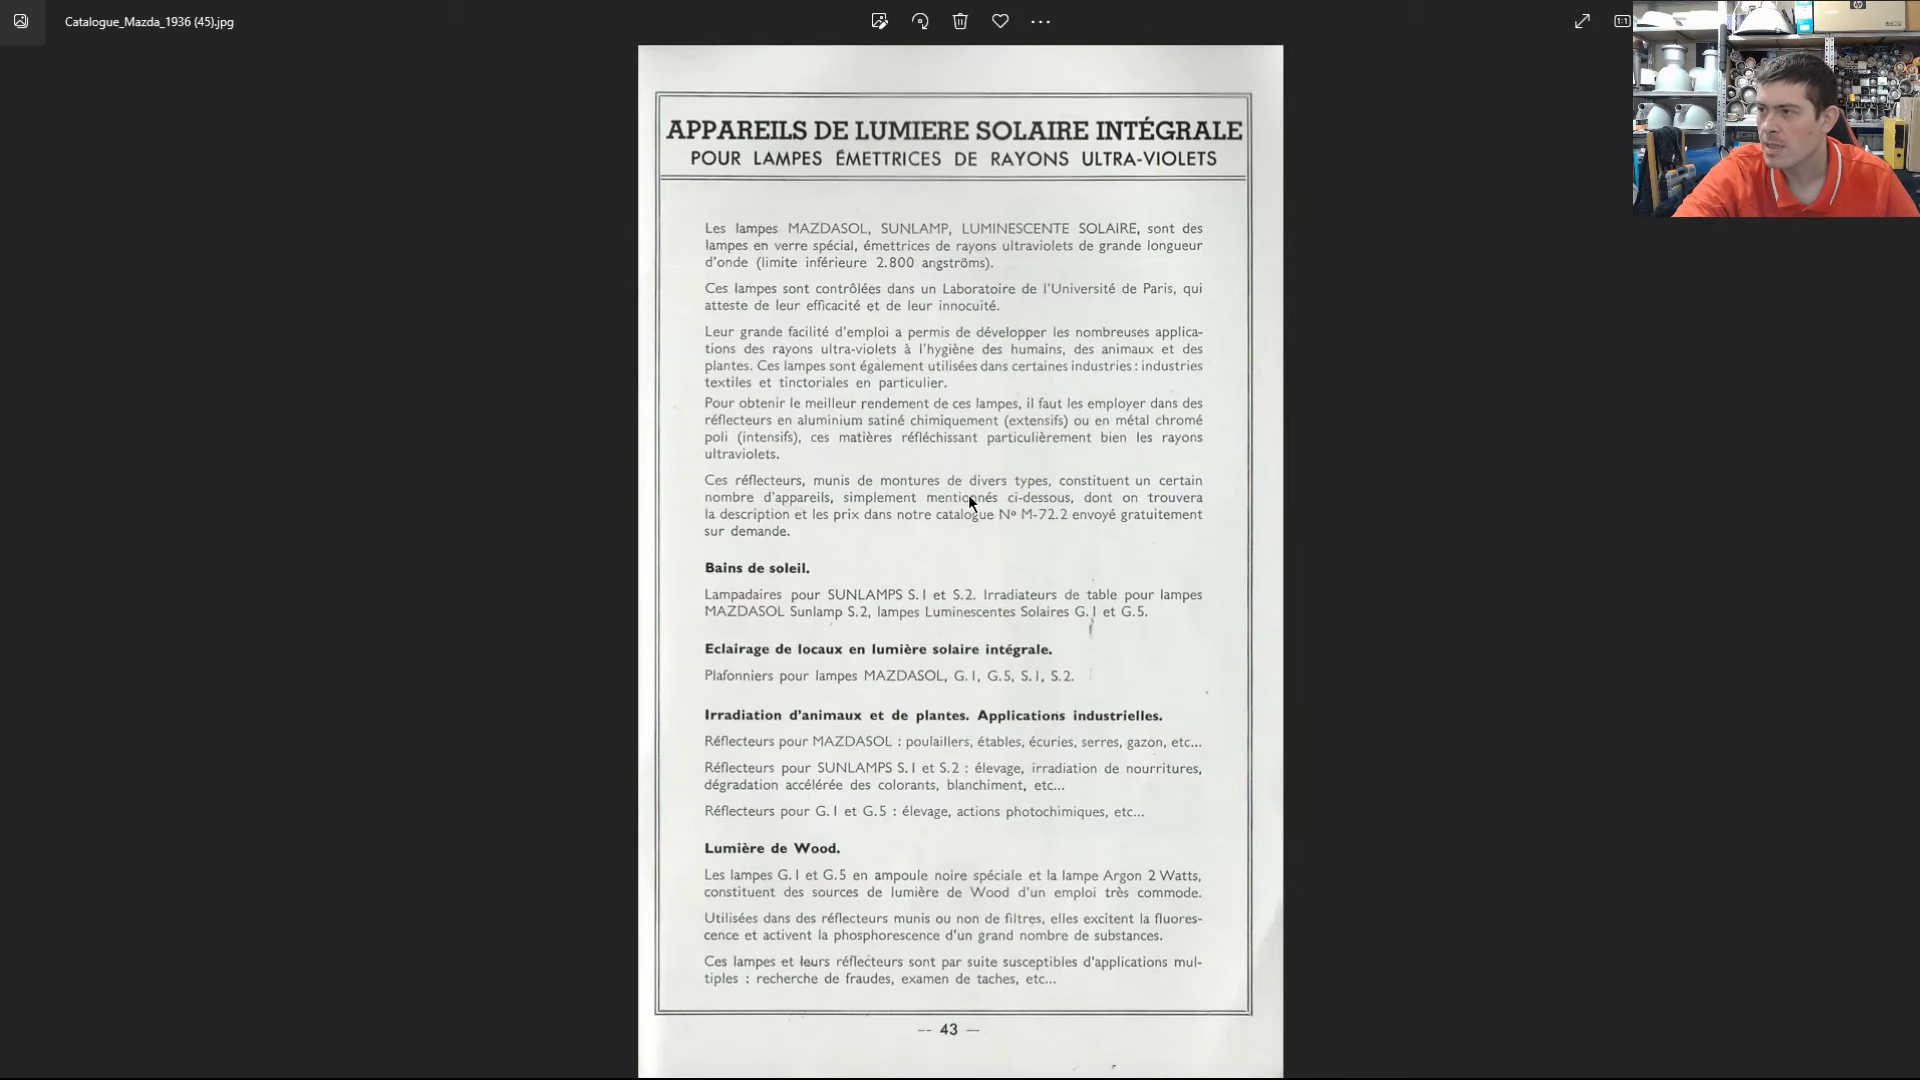 Catalogue_Mazda_1936 (45).jpg
APPAREILS DE LUMIERE SOLAIRE INTÉGRALE
POUR LAMPES ÉMETTRICES DE RAYONS ULTRA-VIOLETS
Les lampes MAZDASOL, SUNLAMP, LUMINESCENTE SOLAIRE, sont des
lampes en verre spécial, émettrices de rayons ultraviolets de grande longueur
d'onde (limite inférieure 2.800 angströms).
Ces lampes sont contrôlées dans un Laboratoire de l'Université de Paris, qui
atteste de leur efficacité et de leur innocuité.
Leur grande facilité d'emploi a permis de développer les nombreuses applica-
tions des rayons ultra-violets à l'hygiène des humains, des animaux et des
plantes. Ces lampes sont également utilisées dans certaines industries : industries
textiles et tinctoriales en particulier.
Pour obtenir le meilleur rendement de ces lampes, il faut les employer dans des
réflecteurs en aluminium satiné chimiquement (extensifs) ou en métal chromé
poli (intensifs), ces matières réfléchissant particulièrement bien les rayons
ultraviolets.
Ces réflecteurs, munis de montures de divers types, constituent un certain
nombre d'appareils, simplement mentionnés ci-dessous, dont on trouvera
la description et les prix dans notre catalogue Nº M-72.2 envoyé gratuitement
sur demande.
Bains de soleil.
Lampadaires pour SUNLAMPS S.1 et S.2. Irradiateurs de table pour lampes
MAZDASOL Sunlamp S.2, lampes Luminescentes Solaires G.1 et G.5.
Eclairage de locaux en lumière solaire intégrale.
Plafonniers pour lampes MAZDASOL, G.1, G.5, S.1, S.2.
Irradiation d'animaux et de plantes. Applications industrielles.
Réflecteurs pour MAZDASOL : poulaillers, étables, écuries, serres, gazon, etc...
Réflecteurs pour SUNLAMPS S.1 et S.2 : élevage, irradiation de nourritures,
dégradation accélérée des colorants, blanchiment, etc...
Réflecteurs pour G.1 et G.5 : élevage, actions photochimiques, etc...
Lumière de Wood.
Les lampes G.1 et G.5 en ampoule noire spéciale et la lampe Argon 2 Watts,
constituent des sources de lumière de Wood d'un emploi très commode.
Utilisées dans des réflecteurs munis ou non de filtres, elles excitent la fluores-
cence et activent la phosphorescence d'un grand nombre de substances.
Ces lampes et leurs réflecteurs sont par suite susceptibles d'applications mul-
tiples : recherche de fraudes, examen de taches, etc...
-- 43 —
1:1
hp